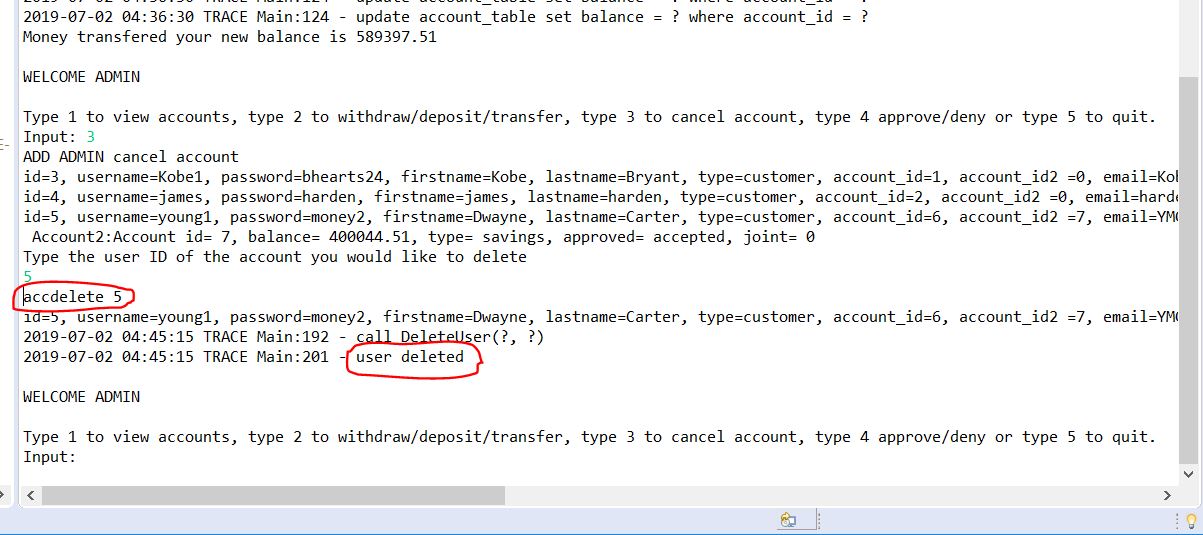 2019-07-02 04:36:30 TRACE Main:124 - update account_table set balance = ? where account_id = ?
Money transfered your new balance is 589397.51
WELCOME ADMIN
Type 1 to view accounts, type 2 to withdraw/deposit/transfer, type 3 to cancel account, type 4 approve/deny or type 5 to quit.
Input: 3
ADD ADMIN cancel account
id=3, username=Kobe1, password=bhearts24, firstname=Kobe, lastname=Bryant, type=customer, account_id=1, account_id2 =0, email=Kob
id=4, username=james, password=harden, firstname=james, lastname=harden, type=customer, account_id=2, account_id2 =0, email=harde
id=5, username=young1, password=money2, firstname=Dwayne, lastname=Carter, type=customer, account_id=6, account_id2 =7, email=YMC
Account2:Account id= 7, balance= 400044.51, type= savings, approved= accepted, joint= 0
Type the user ID of the account you would like to delete
5
accdelete 5
id=5, username=young1, password=money2, firstname=Dwayne, lastname=Carter, type=customer, account_id=6, account_id2 =7, email=YMC
2019-07-02 04:45:15 TRACE Main:192 - call DeleteUser(?, ?)
2019-07-02 04:45:15 TRACE Main:201 - user deleted
WELCOME ADMIN
Type 1 to view accounts, type 2 to withdraw/deposit/transfer, type 3 to cancel account, type 4 approve/deny or type 5 to quit.
Input: